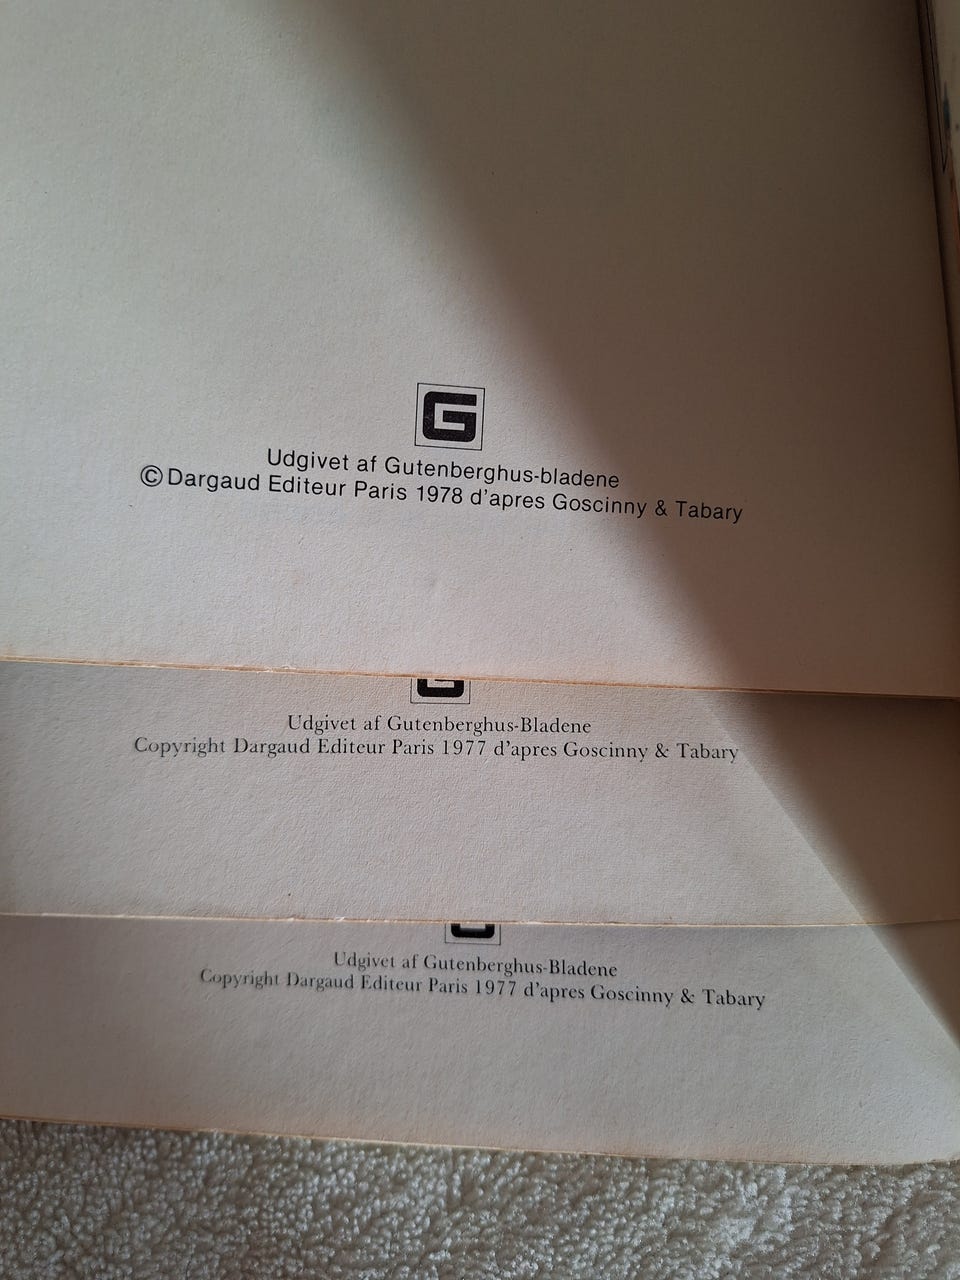 G
Udgivet af Gutenberghus-bladene
©Dargaud Editeur Paris 1978 d'apres Goscinny & Tabary
Udgivet af Gutenberghus-Bladene
Copyright Dargaud Editeur Paris 1977 d'apres Goscinny & Tabary
Udgivet af Gutenberghus-Bladene
Copyright Dargaud Editeur Paris 1977 d'apres Goscinny & Tabary